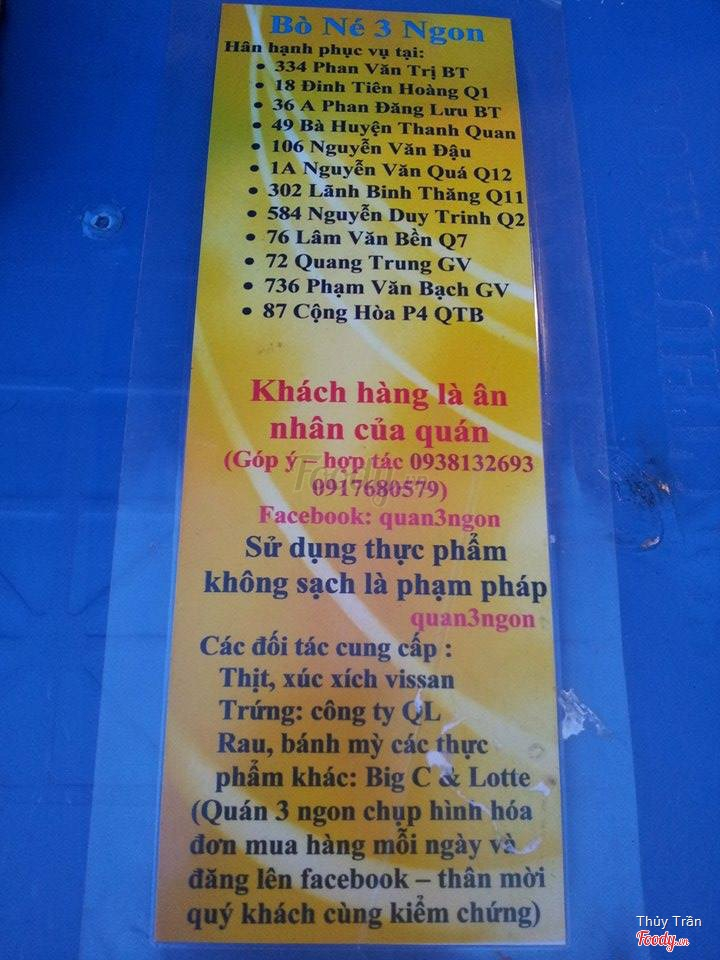 Bò Né 3 Ngon
Hân hạnh phục vụ tại:
• 334 Phan Văn Trị BT
• 18 Đinh Tiên Hoàng Q1
• 36 A Phan Đăng Lưu BT
• 49 Bà Huyện Thanh Quan
• 106 Nguyễn Văn Đậu
• 1A Nguyễn Văn Quá Q12
• 302 Lãnh Binh Thăng Q11
• 584 Nguyễn Duy Trinh Q2
• 76 Lâm Văn Bền Q7
• 72 Quang Trung GV
• 736 Phạm Văn Bạch GV
• 87 Cộng Hòa P4 QTB
Khách hàng là ân
nhân của quán
(Góp ý – hợp tác 0938132693
0917680579)
Facebook: quan3ngon
Sử dụng thực phẩm
không sạch là phạm pháp
quan3ngon
Các đối tác cung cấp :
Thịt, xúc xích vissan
Trứng: công ty QL
Rau, bánh mỳ các thực
phẩm khác: Big C & Lotte
(Quán 3 ngon chụp hình hóa
đơn mua hàng mỗi ngày và
đăng lên facebook – thân mời
quý khách cùng kiểm chứng)
Thủy Trần
Foody.vn